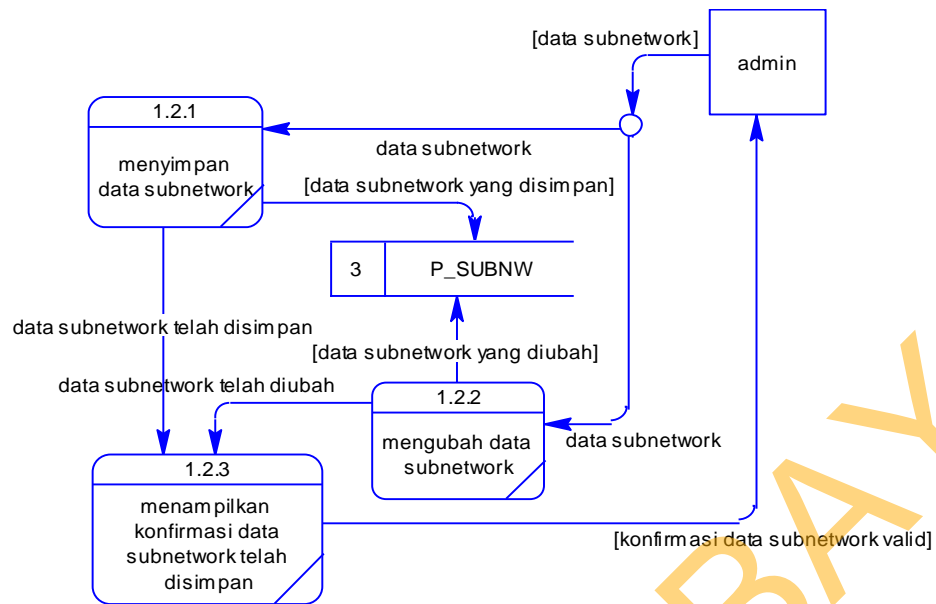 [data subnetwork]
admin
1.2.1
menyimpan
data subnetwork
data subnetwork
[data subnetwork yang disimpan]
3 P_SUBNW
data subnetwork telah disimpan
[data subnetwork yang diubah]
data subnetwork telah diubah
1.2.2
mengubah data
subnetwork
data subnetwork
1.2.3
menampilkan
konfirmasi data
subnetwork telah
disimpan
[konfirmasi data subnetwork valid]
BAY